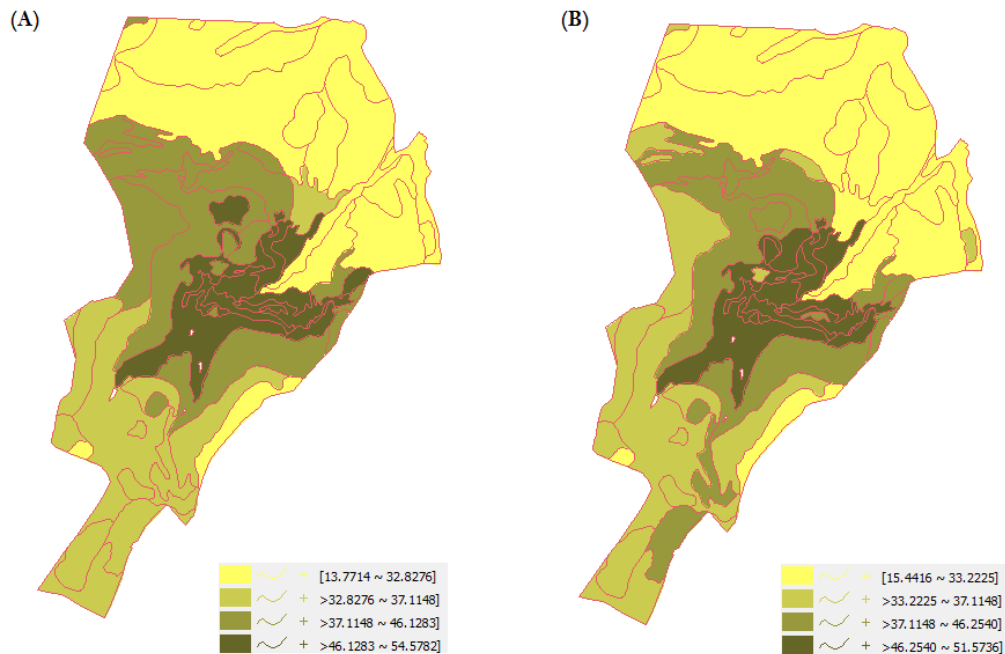 (A)
(B)
[13.7714 ~ 32.8276]
>32.8276 ~ 37.1148]
>37.1148 ~ 46.1283]
>46.1283 ~ 54.5782]
[15.4416 ~ 33.2225]
>33.2225 ~ 37.1148]
>37.1148 ~ 46.2540]
>46.2540 ~ 51.5736]